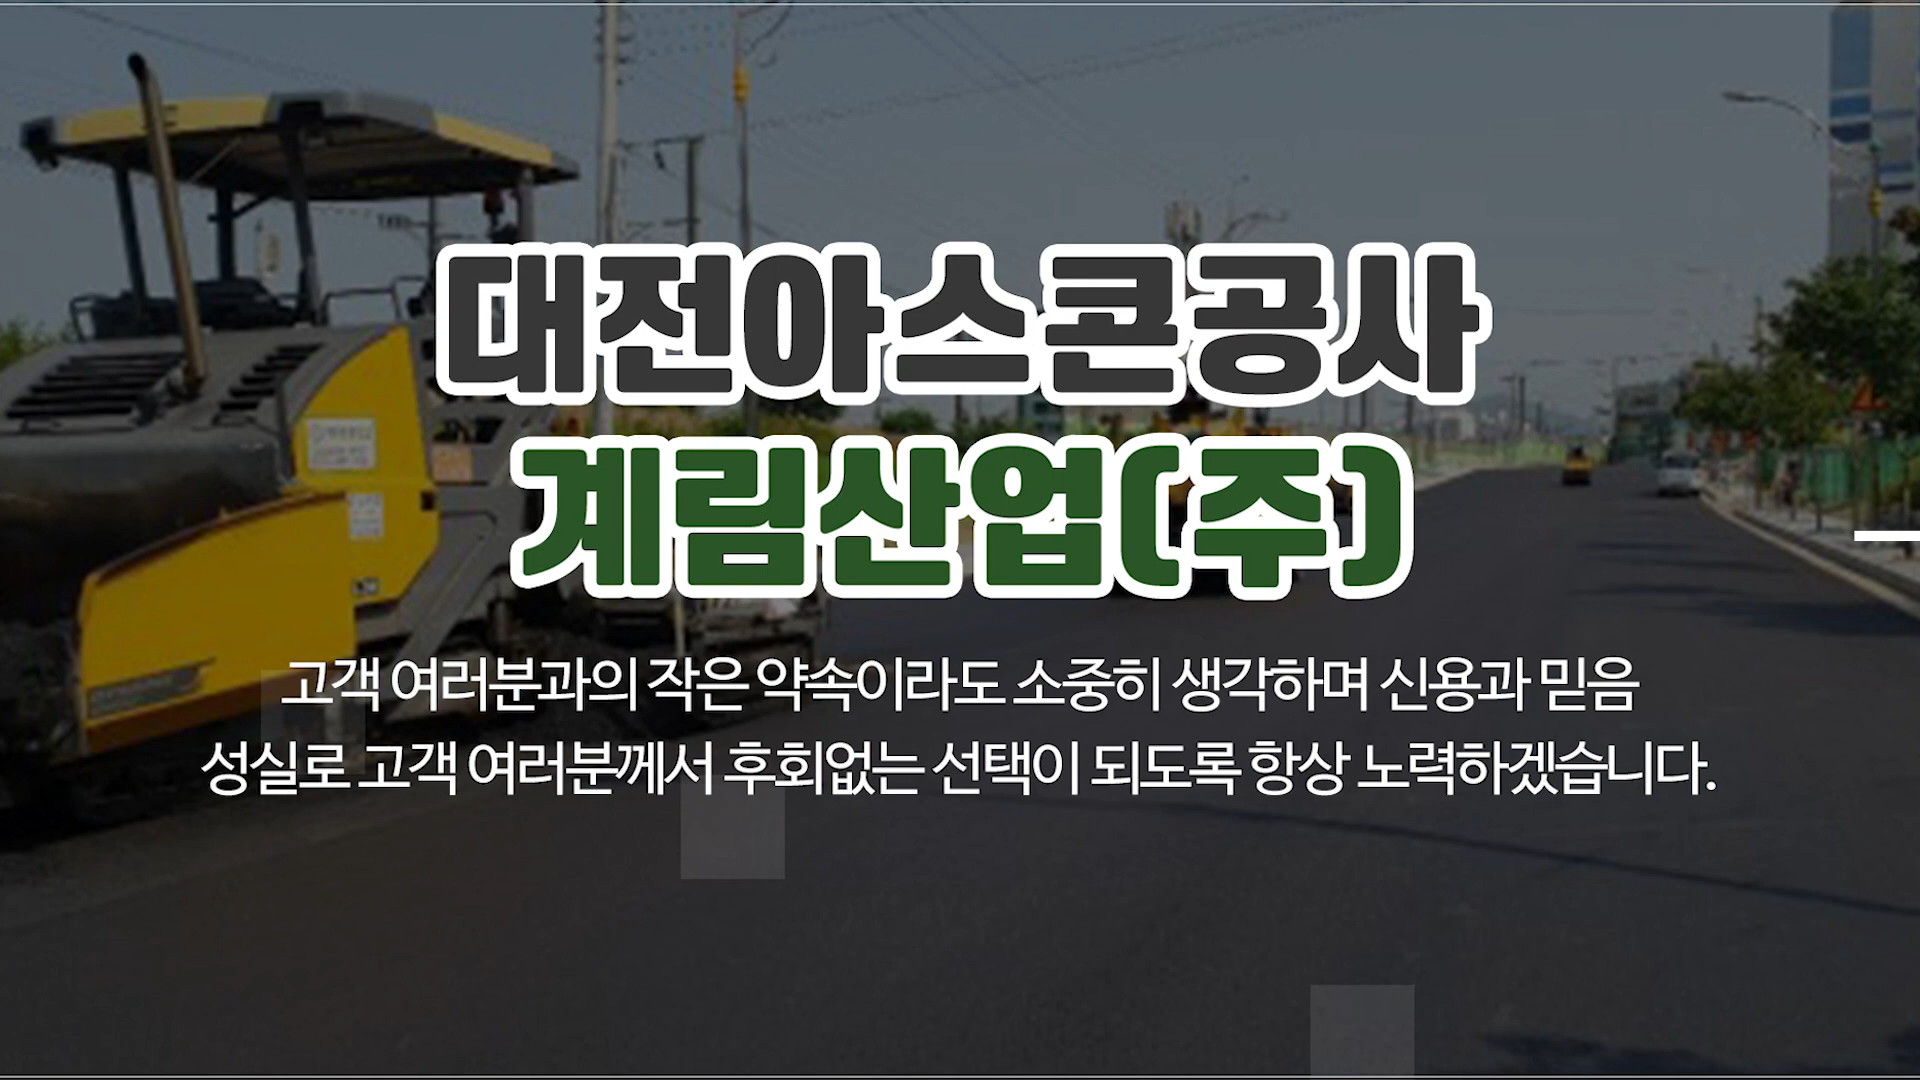 대전아스콘공사
계림산업(주)
고객 여러분과의 작은 약속이라도 소중히 생각하며 신용과 믿음
성실로 고객 여러분께서 후회없는 선택이 되도록 항상 노력하겠습니다.